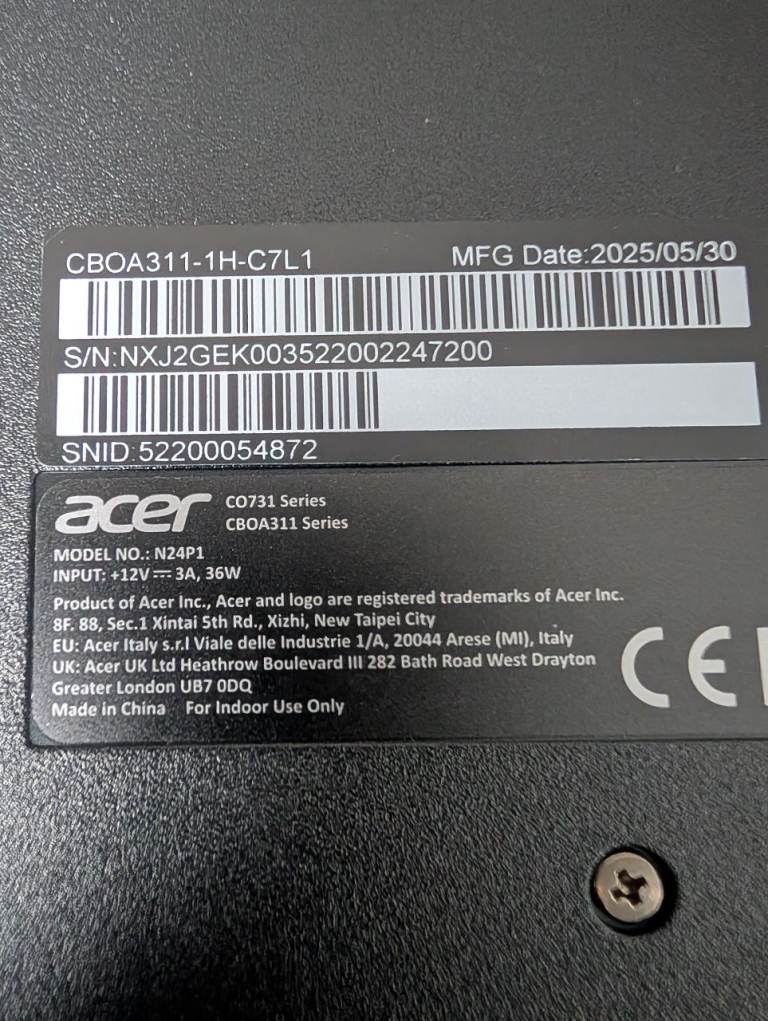 CBOA311-1H-C7L1 MFG Date:2025/05/30
S/N:NXJ2GEK003522002247200
SNID:52200054872
acer CO731 Series
CBOA311 Series
MODEL NO.: N24P1
INPUT: +12V⎓3A, 36W
Product of Acer Inc., Acer and logo are registered trademarks of Acer Inc.
8F. 88, Sec.1 Xintai 5th Rd., Xizhi, New Taipei City
EU: Acer Italy s.r.l Viale delle Industrie 1/A, 20044 Arese (MI), Italy
UK: Acer UK Ltd Heathrow Boulevard III 282 Bath Road West Drayton
Greater London UB7 0DQ
Made in China For Indoor Use Only
CE